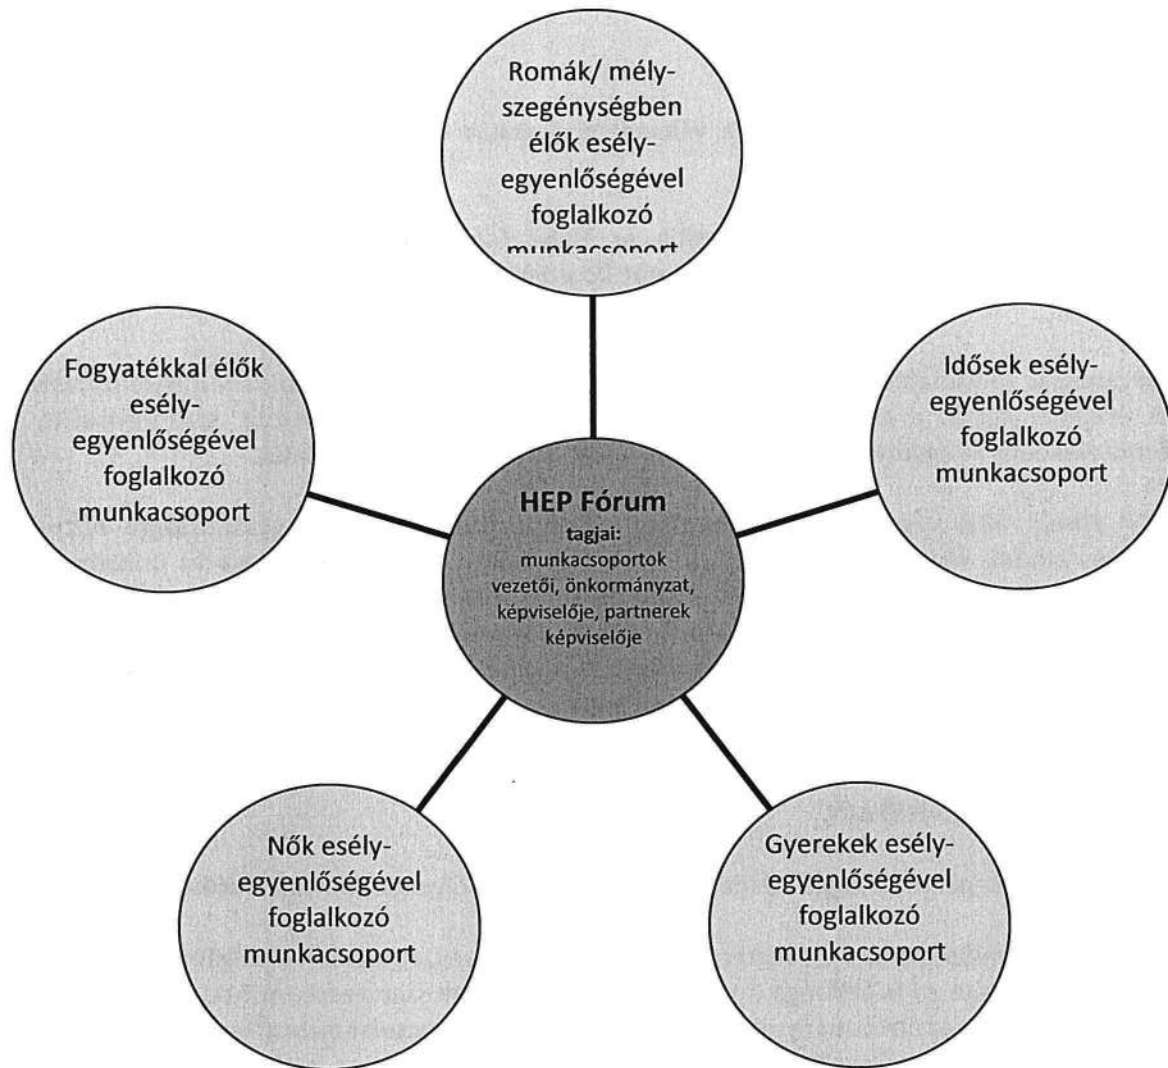 Romák/ mély-
szegénységben
élők esély-
egyenlőségével
foglalkozó
munkacsoport
Fogyatékkal élők
esély-
egyenlőségével
foglalkozó
munkacsoport
Idősek esély-
egyenlőségével
foglalkozó
munkacsoport
HEP Fórum
tagjai:
munkacsoportok
vezetői, önkormányzat,
képviselője, partnerek
képviselője
Nők esély-
egyenlőségével
foglalkozó
munkacsoport
Gyerekek esély-
egyenlőségével
foglalkozó
munkacsoport